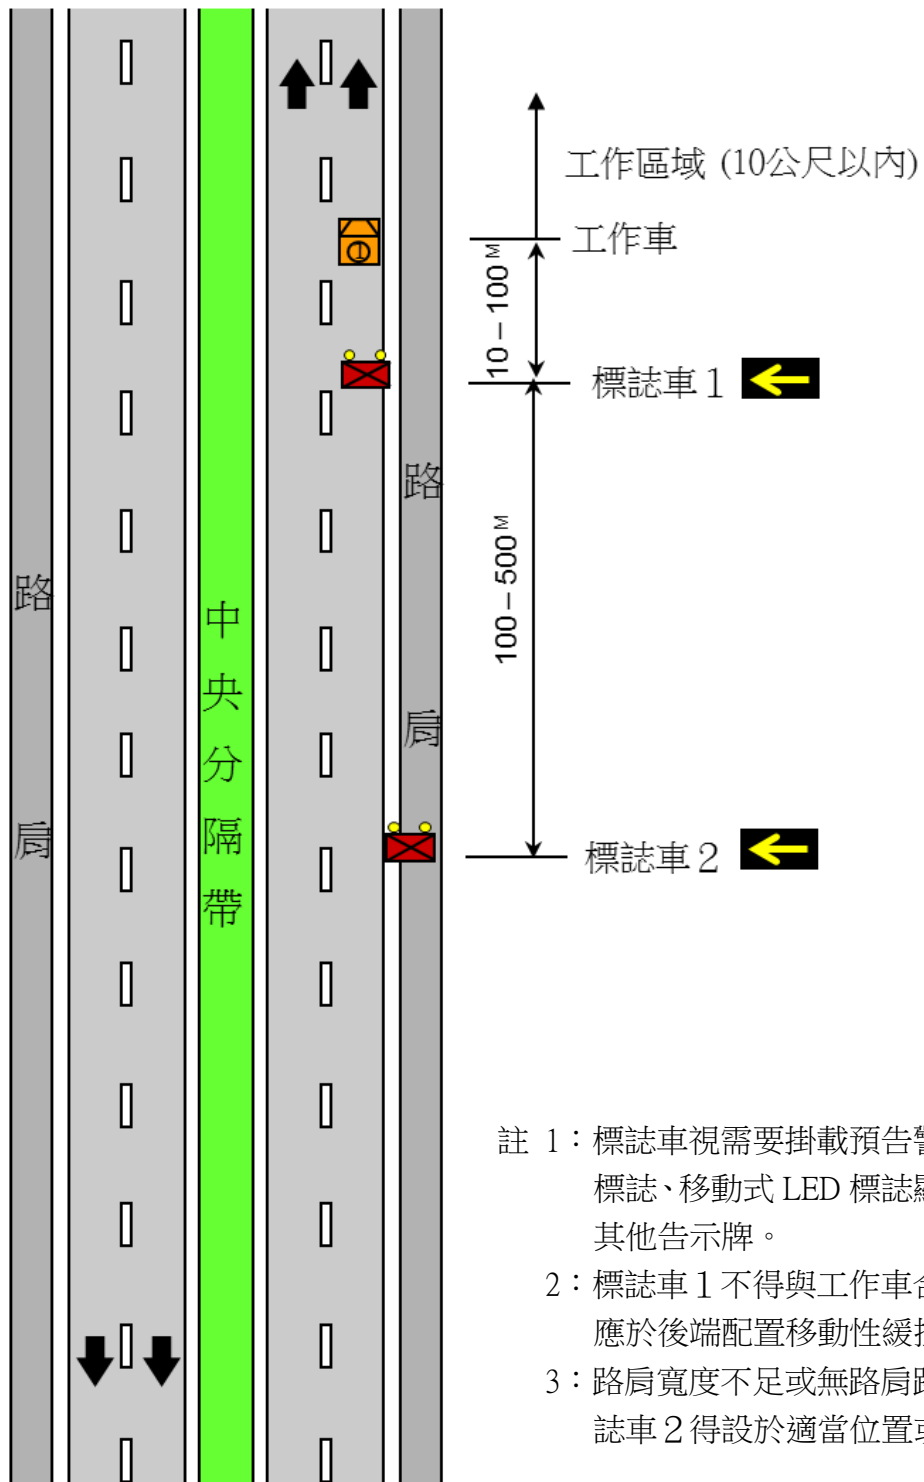 工作區域 (10公尺以內)
工作車
①
10－100M
標誌車１
路肩
100－500M
路肩
中央分隔帶
標誌車２
註 1：標誌車視需要掛載預告
標誌、移動式 LED 標誌
其他告示牌。
2：標誌車１不得與工作車
應於後端配置移動性緩
3：路肩寬度不足或無路肩
誌車２得設於適當位置